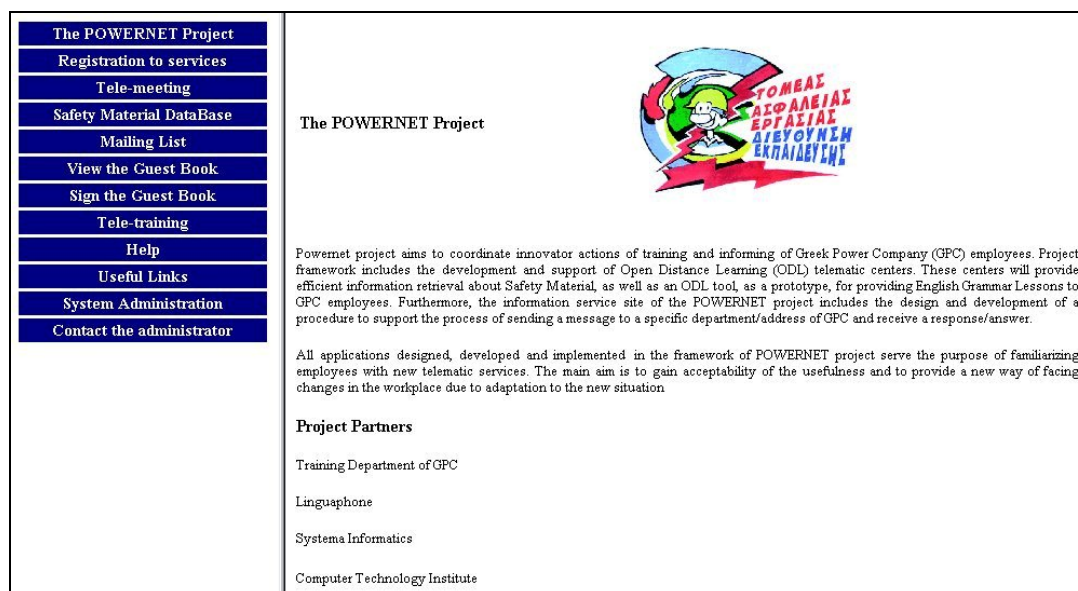 The POWERNET Project
Registration to services
Tele-meeting
Safety Material DataBase
Mailing List
View the Guest Book
Sign the Guest Book
Tele-training
Help
Useful Links
System Administration
Contact the administrator
The POWERNET Project
ΤΟΜΕΑΣ
ΑΣΦΑΛΕΙΑΣ
ΕΡΓΑΣΙΑΣ
ΔΙΕΥΘΥΝΣΗ
ΕΚΠΑΙΔΕΥΣΗΣ
Powernet project aims to coordinate innovator actions of training and informing of Greek Power Company (GPC) employees. Project
framework includes the development and support of Open Distance Learning (ODL) telematic centers. These centers will provide
efficient information retrieval about Safety Material, as well as an ODL tool, as a prototype, for providing English Grammar Lessons to
GPC employees. Furthermore, the information service site of the POWERNET project includes the design and development of a
procedure to support the process of sending a message to a specific department/address of GPC and receive a response/answer.
All applications designed, developed and implemented in the framework of POWERNET project serve the purpose of familiarizing
employees with new telematic services. The main aim is to gain acceptability of the usefulness and to provide a new way of facing
changes in the workplace due to adaptation to the new situation
Project Partners
Training Department of GPC
Linguaphone
Systema Informatics
Computer Technology Institute